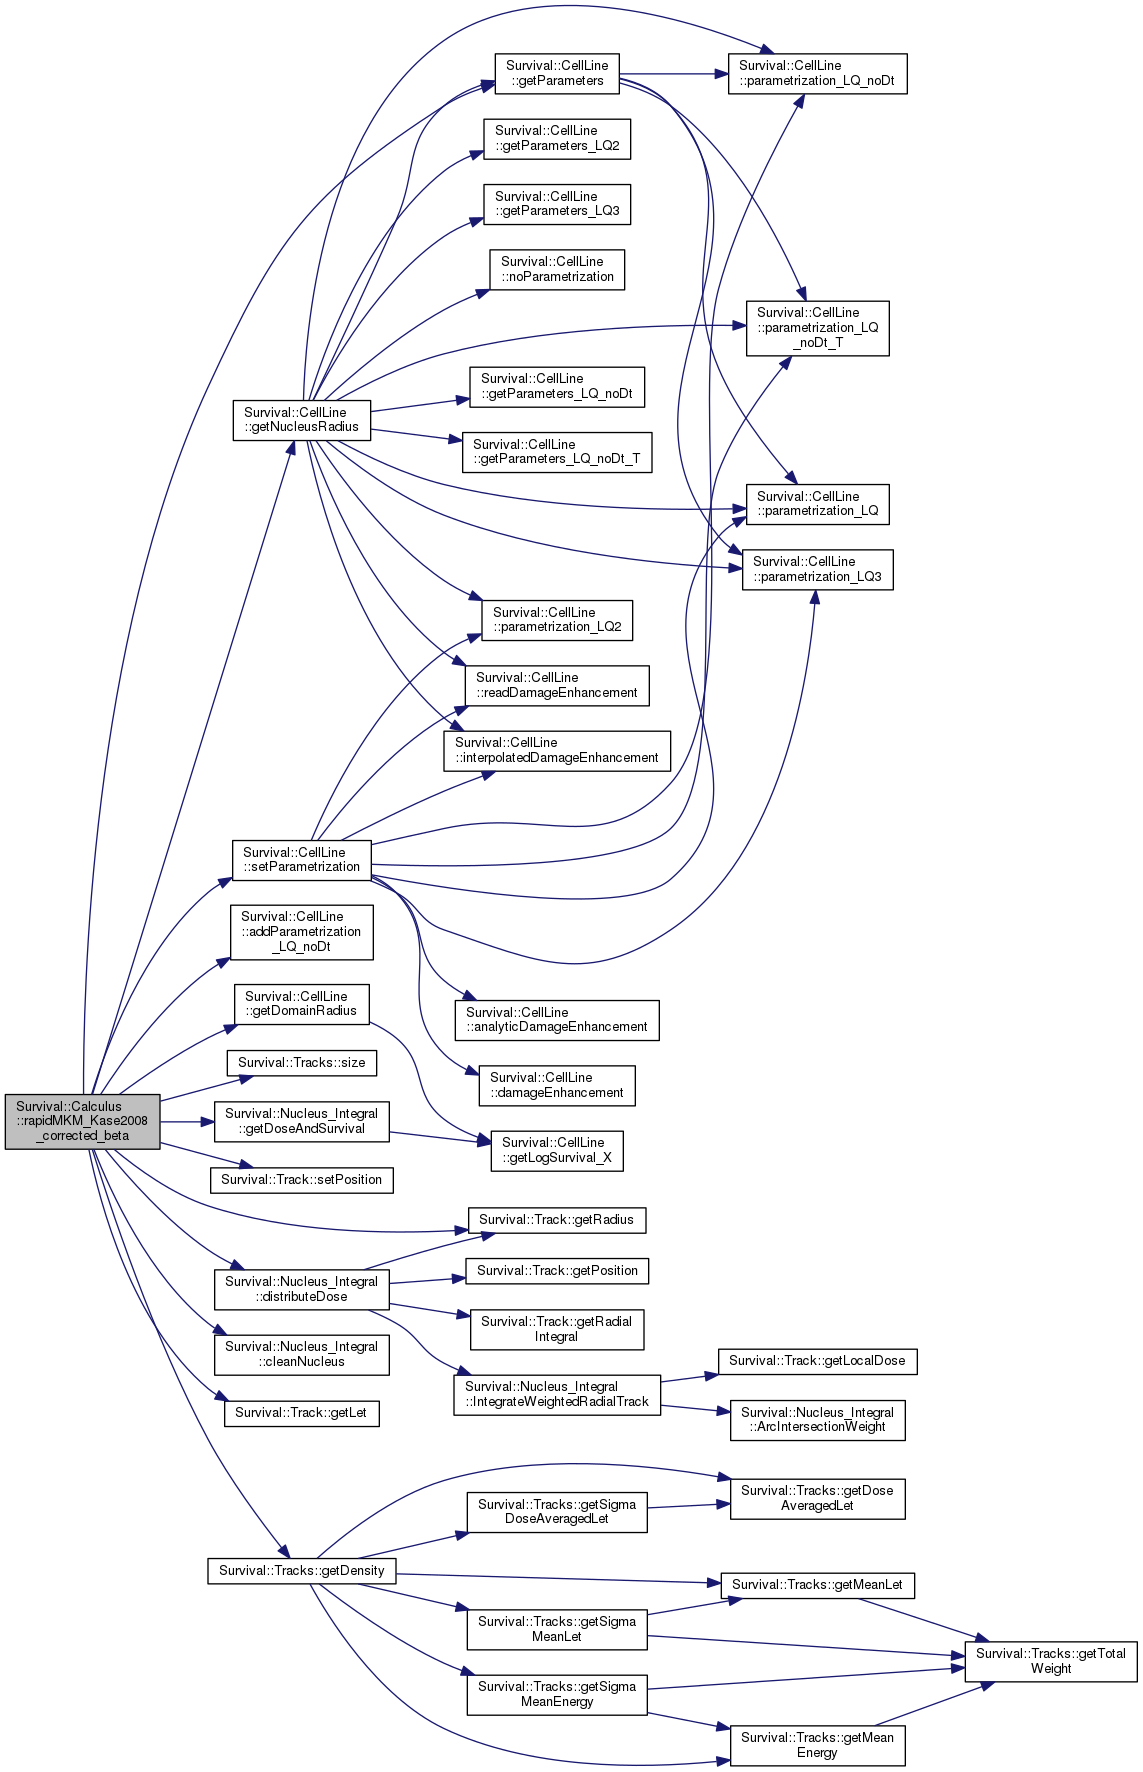 Survival::CellLine
::getParameters
Survival::CellLine
::parametrization_LQ_noDt
Survival::CellLine
::getParameters_LQ2
Survival::CellLine
::getParameters_LQ3
Survival::CellLine
::noParametrization
Survival::CellLine
::parametrization_LQ
_noDt_T
Survival::CellLine
::getParameters_LQ_noDt
Survival::CellLine
::getNucleusRadius
Survival::CellLine
::getParameters_LQ_noDt_T
Survival::CellLine
::parametrization_LQ
Survival::CellLine
::parametrization_LQ3
Survival::CellLine
::parametrization_LQ2
Survival::CellLine
::readDamageEnhancement
Survival::CellLine
::interpolatedDamageEnhancement
Survival::CellLine
::setParametrization
Survival::CellLine
::addParametrization
_LQ_noDt
Survival::CellLine
::getDomainRadius
Survival::CellLine
::analyticDamageEnhancement
Survival::Tracks::size
Survival::CellLine
::damageEnhancement
Survival::Calculus
::rapidMKM_Kase2008
_corrected_beta
Survival::Nucleus_Integral
::getDoseAndSurvival
Survival::CellLine
::getLogSurvival_X
Survival::Track::setPosition
Survival::Track::getRadius
Survival::Nucleus_Integral
::distributeDose
Survival::Track::getPosition
Survival::Track::getRadial
Integral
Survival::Nucleus_Integral
::cleanNucleus
Survival::Track::getLocalDose
Survival::Nucleus_Integral
::IntegrateWeightedRadialTrack
Survival::Track::getLet
Survival::Nucleus_Integral
::ArcIntersectionWeight
Survival::Tracks::getDose
AveragedLet
Survival::Tracks::getSigma
DoseAveragedLet
Survival::Tracks::getDensity
Survival::Tracks::getMeanLet
Survival::Tracks::getSigma
MeanLet
Survival::Tracks::getTotal
Weight
Survival::Tracks::getSigma
MeanEnergy
Survival::Tracks::getMean
Energy